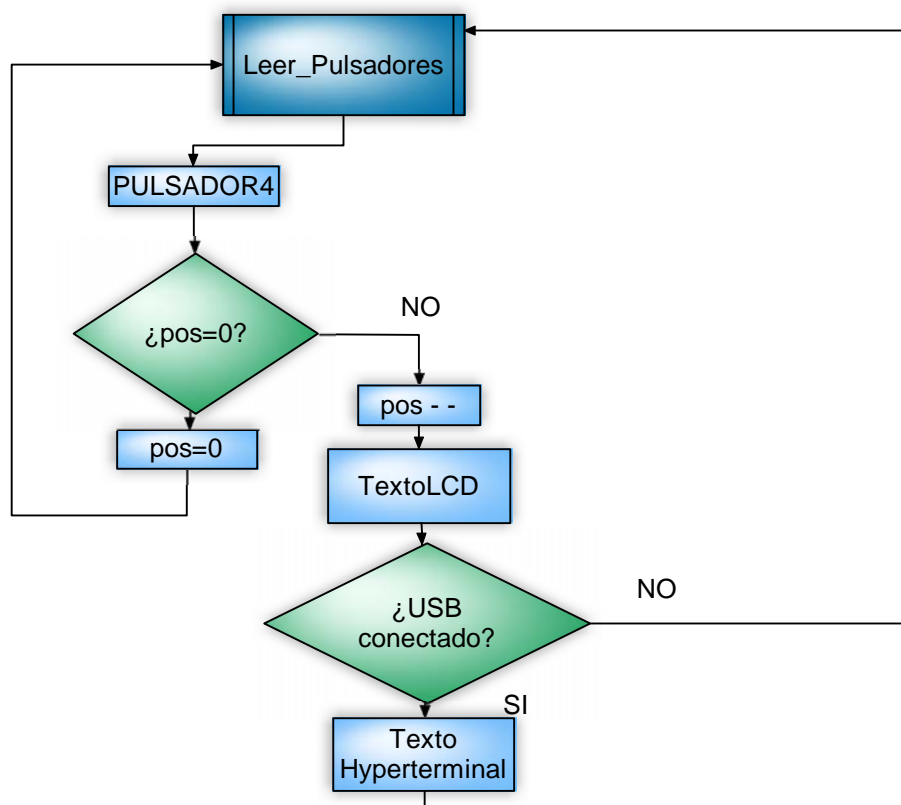 Leer_Pulsadores
PULSADOR4
¿pos=0?
NO
pos - -
pos=0
TextoLCD
¿USB
conectado?
NO
SI
Texto
Hyperterminal